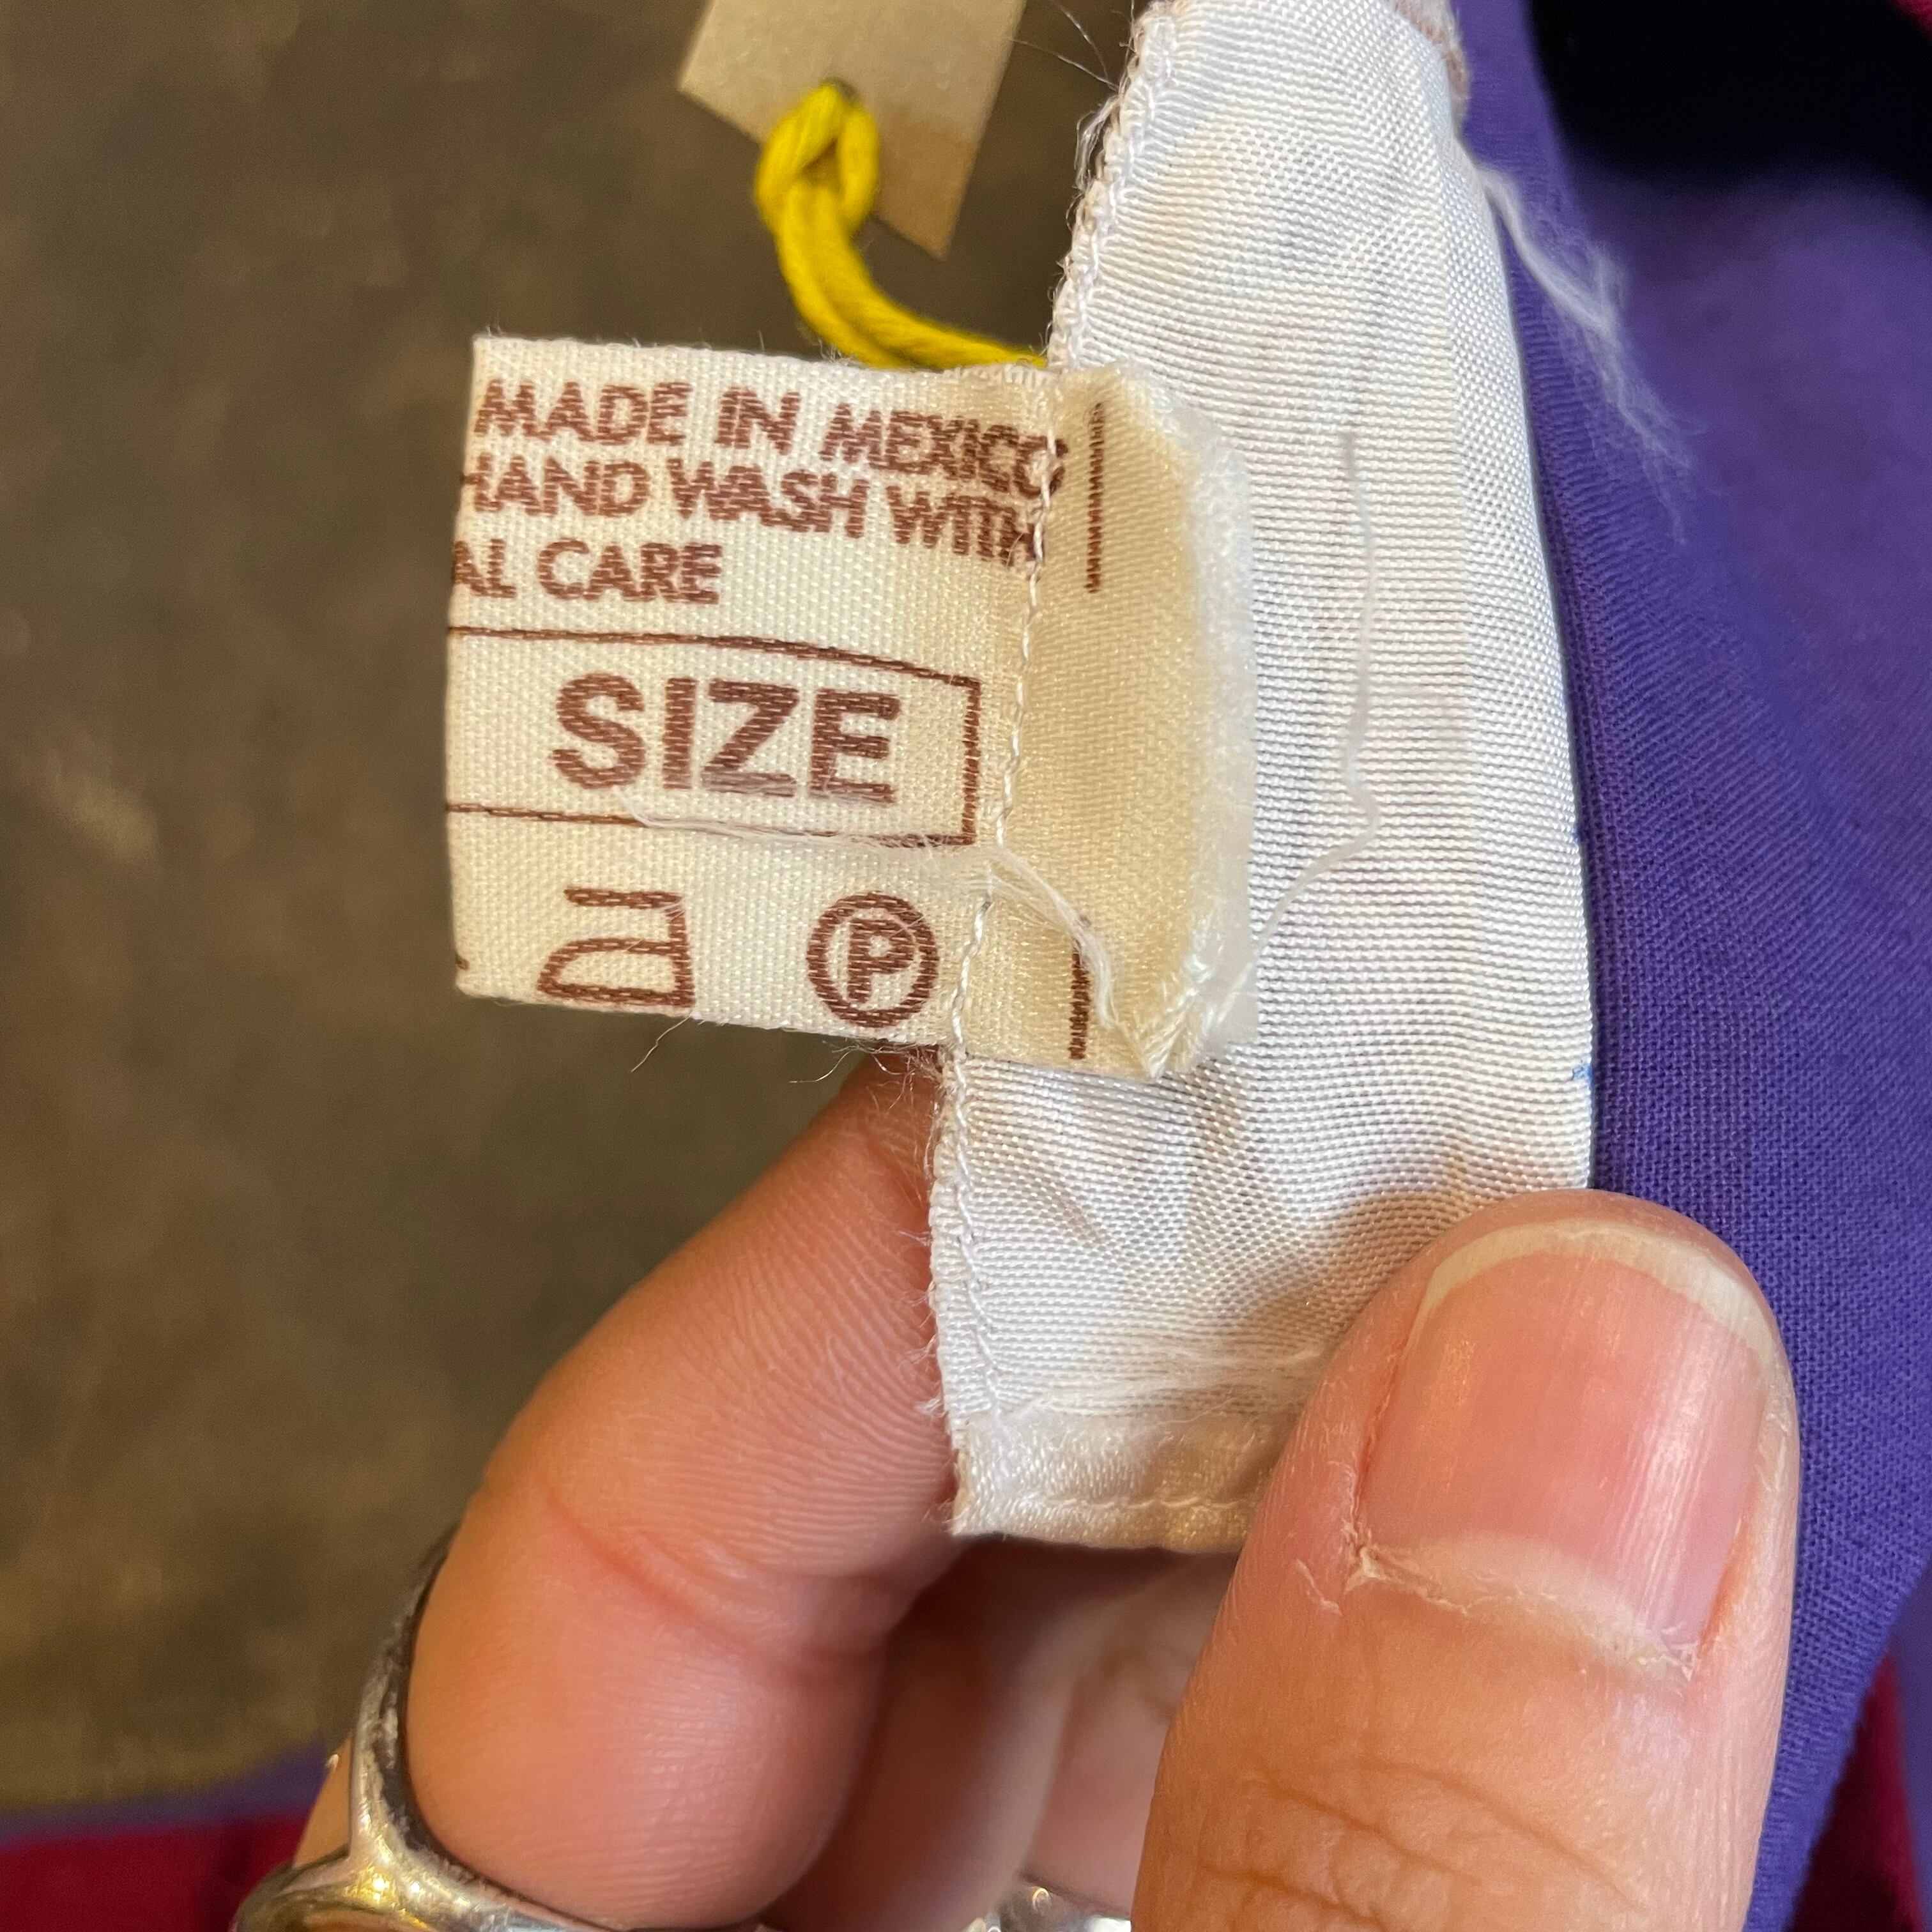 MADE IN MEXICO
HAND WASH WITH
AL CARE
SIZE
P